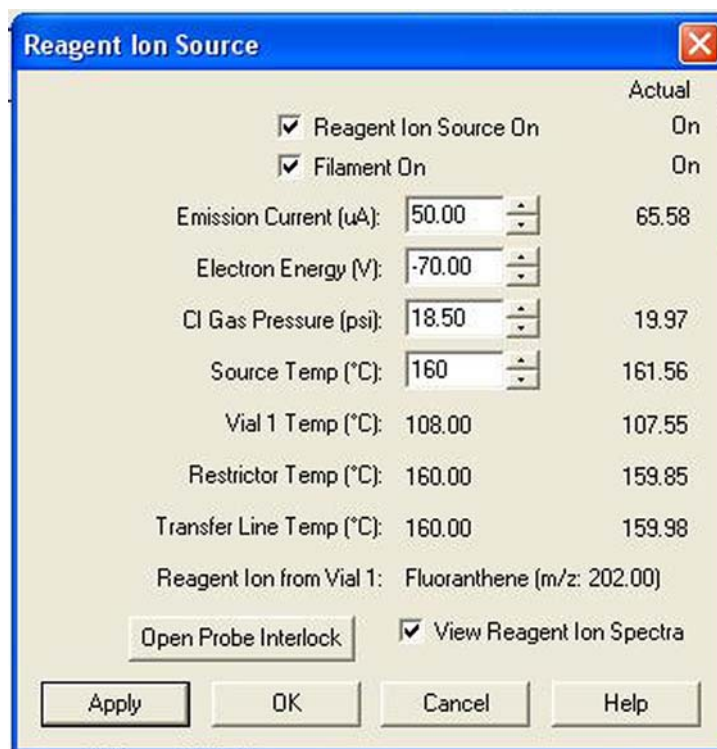 Reagent Ion Source
Actual
Reagent Ion Source On On
Filament On On
Emission Current (uA): 50.00 65.58
Electron Energy (V): -70.00
CI Gas Pressure (psi): 18.50 19.97
Source Temp (°C): 160 161.56
Vial 1 Temp (°C): 108.00 107.55
Restrictor Temp (°C): 160.00 159.85
Transfer Line Temp (°C): 160.00 159.98
Reagent Ion from Vial 1: Fluoranthene (m/z: 202.00)
Open Probe Interlock View Reagent Ion Spectra
Apply OK Cancel Help